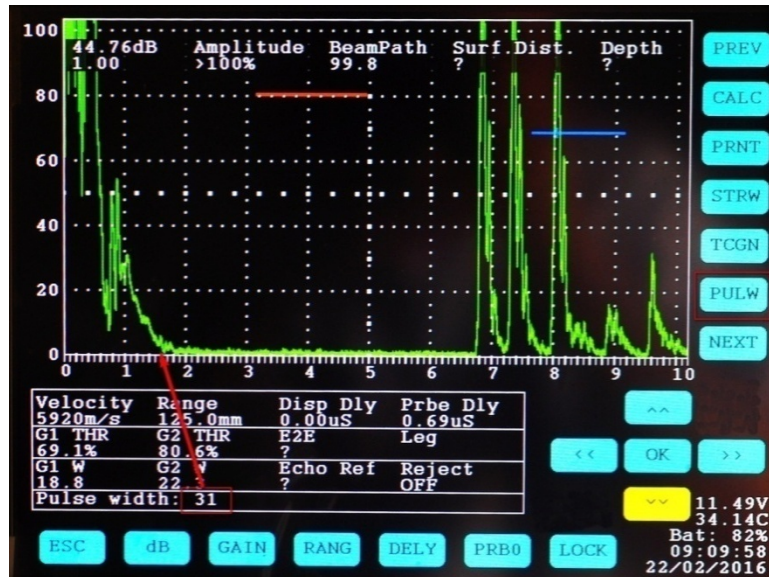 100
44.76dB Amplitude BeamPath Surf.Dist. Depth
1.00 >100% 99.8 ? ?
80
60
40
20
0
0 1 2 3 4 5 6 7 8 9 10
PREV
CALC
PRNT
STRW
TCGN
PULW
NEXT
Velocity Range Disp Dly Prbe Dly
5920m/s 125.0mm 0.00uS 0.69uS
G1 THR G2 THR E2E Leg
69.1% 80.6% ?
G1 W G2 W Echo Ref Reject
18.8 22.3 ? OFF
Pulse width: 31
^^
<< OK >>
vv
11.49V
34.14C
Bat: 82%
09:09:58
22/02/2016
ESC dB GAIN RANG DELY PRB0 LOCK